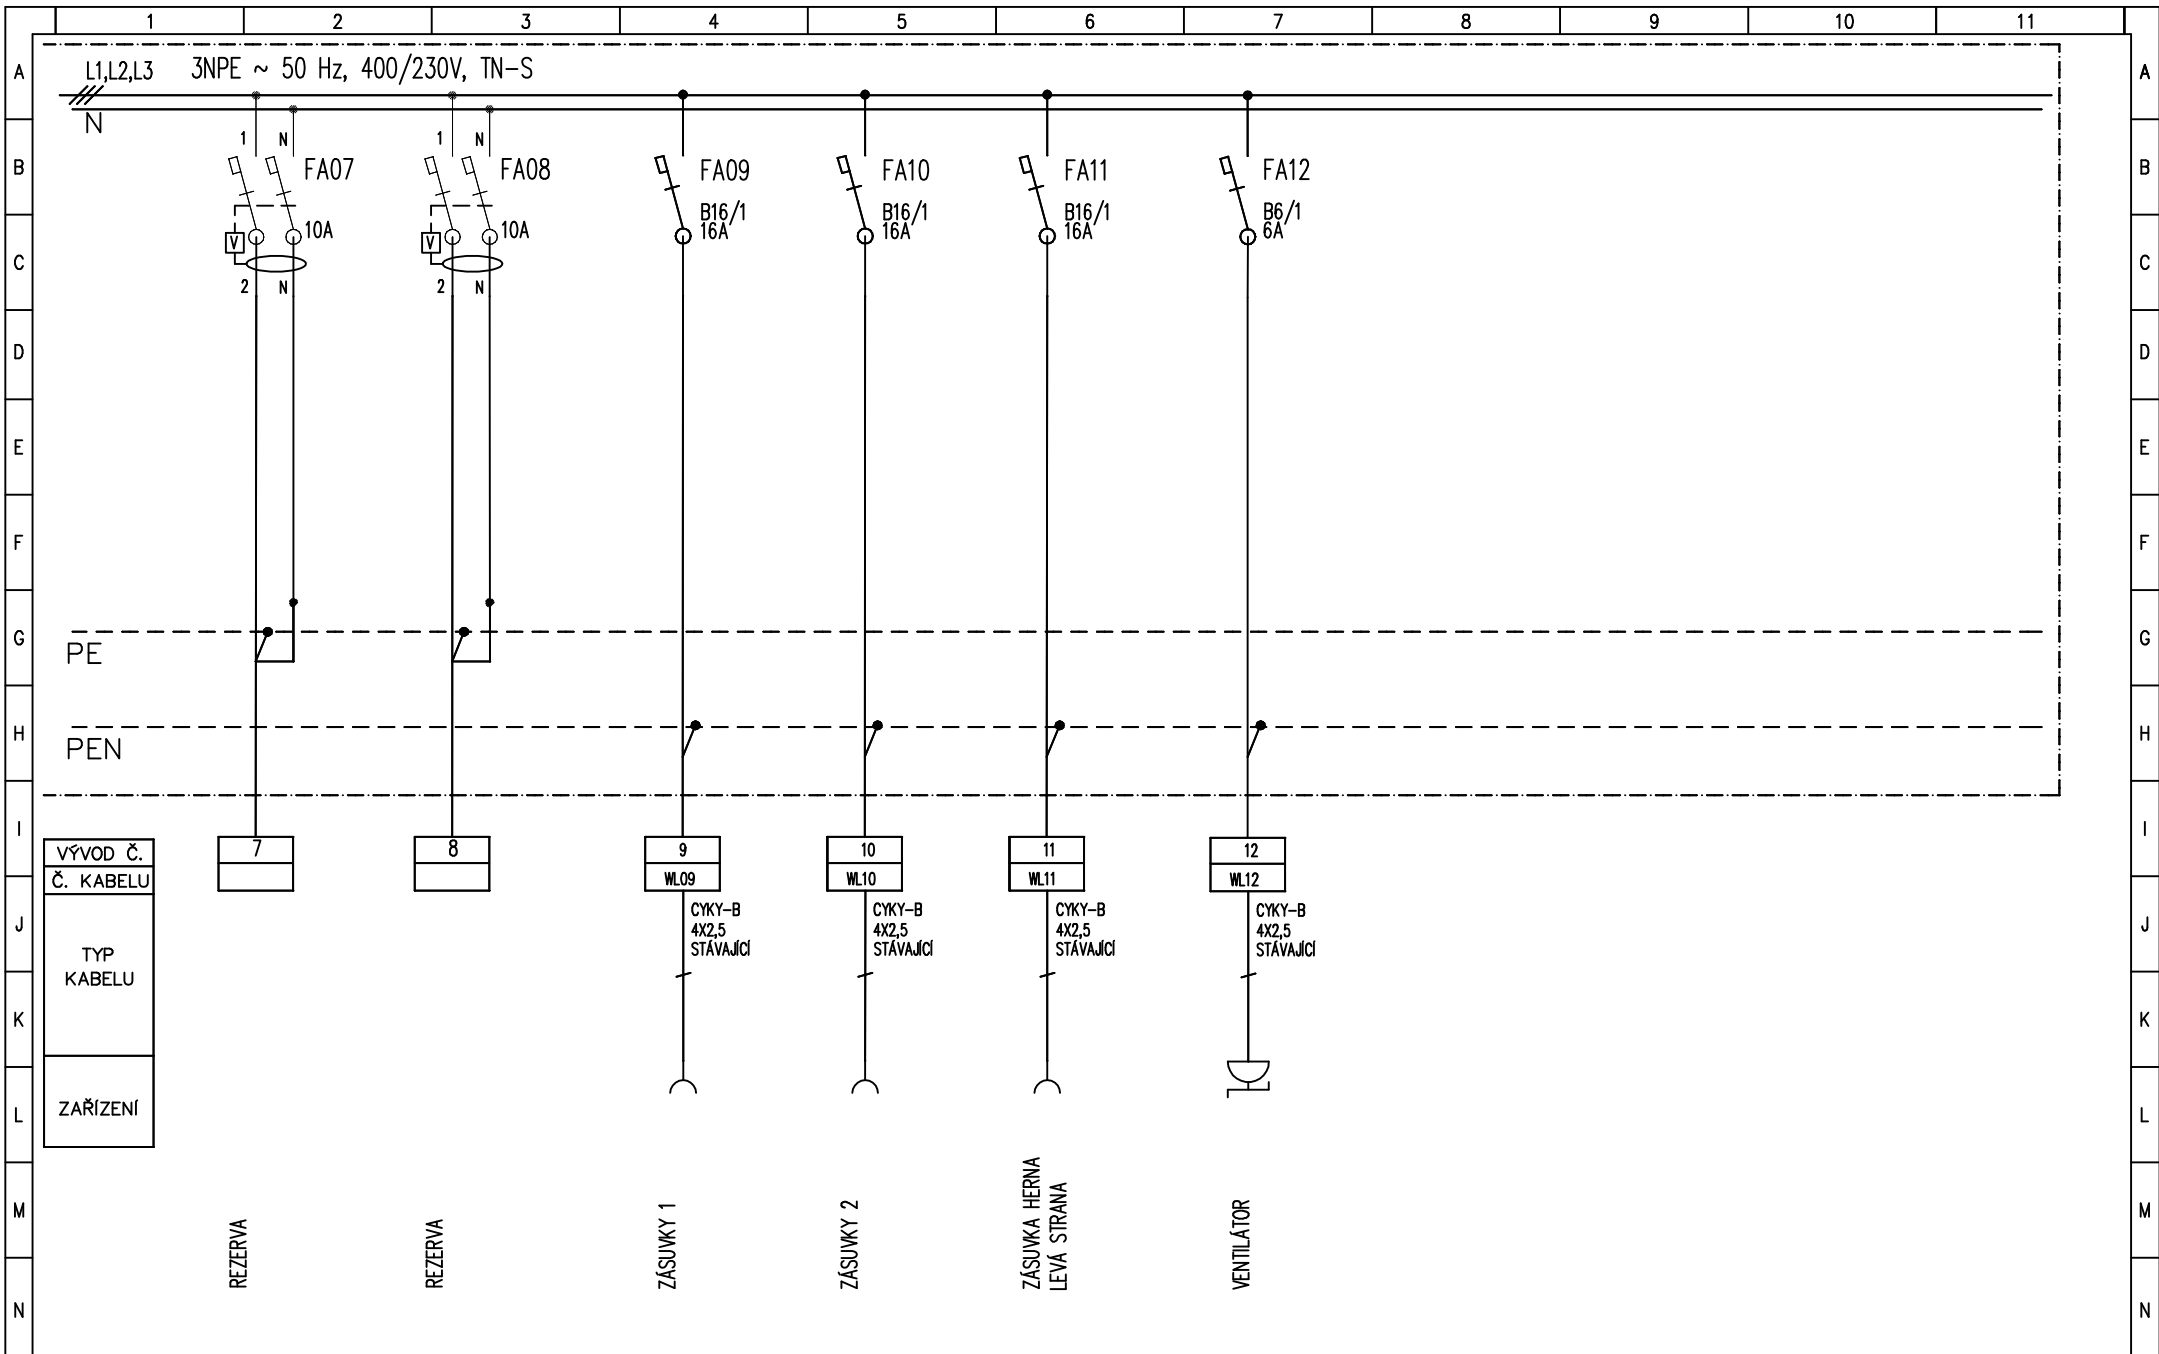 1 2 3 4 5 6 7 8 9 10 11
A L1,L2,L3 3NPE ~ 50 Hz, 400/230V, TN-S A
N
1 N 1 N
B FA07 FA08 FA09 FA10 FA11 FA12 B
B16/1 B16/1 B16/1 B6/1
V 10A V 10A 16A 16A 16A 6A
C C
2 N 2 N
D D
E E
F F
G G
PE
H H
PEN
I I
VÝVOD Č. 7 8 9 10 11 12
Č. KABELU WL09 WL10 WL11 WL12
CYKY-B CYKY-B CYKY-B CYKY-B
J 4X2,5 4X2,5 4X2,5 4X2,5 J
STÁVAJÍCÍ STÁVAJÍCÍ STÁVAJÍCÍ STÁVAJÍCÍ
TYP
KABELU
K K
ZAŘÍZENÍ
L L
M M
REZERVA
REZERVA
ZÁSUVKY 1
ZÁSUVKY 2
ZÁSUVKA HERNA
LEVÁ STRANA
VENTILÁTOR
N N